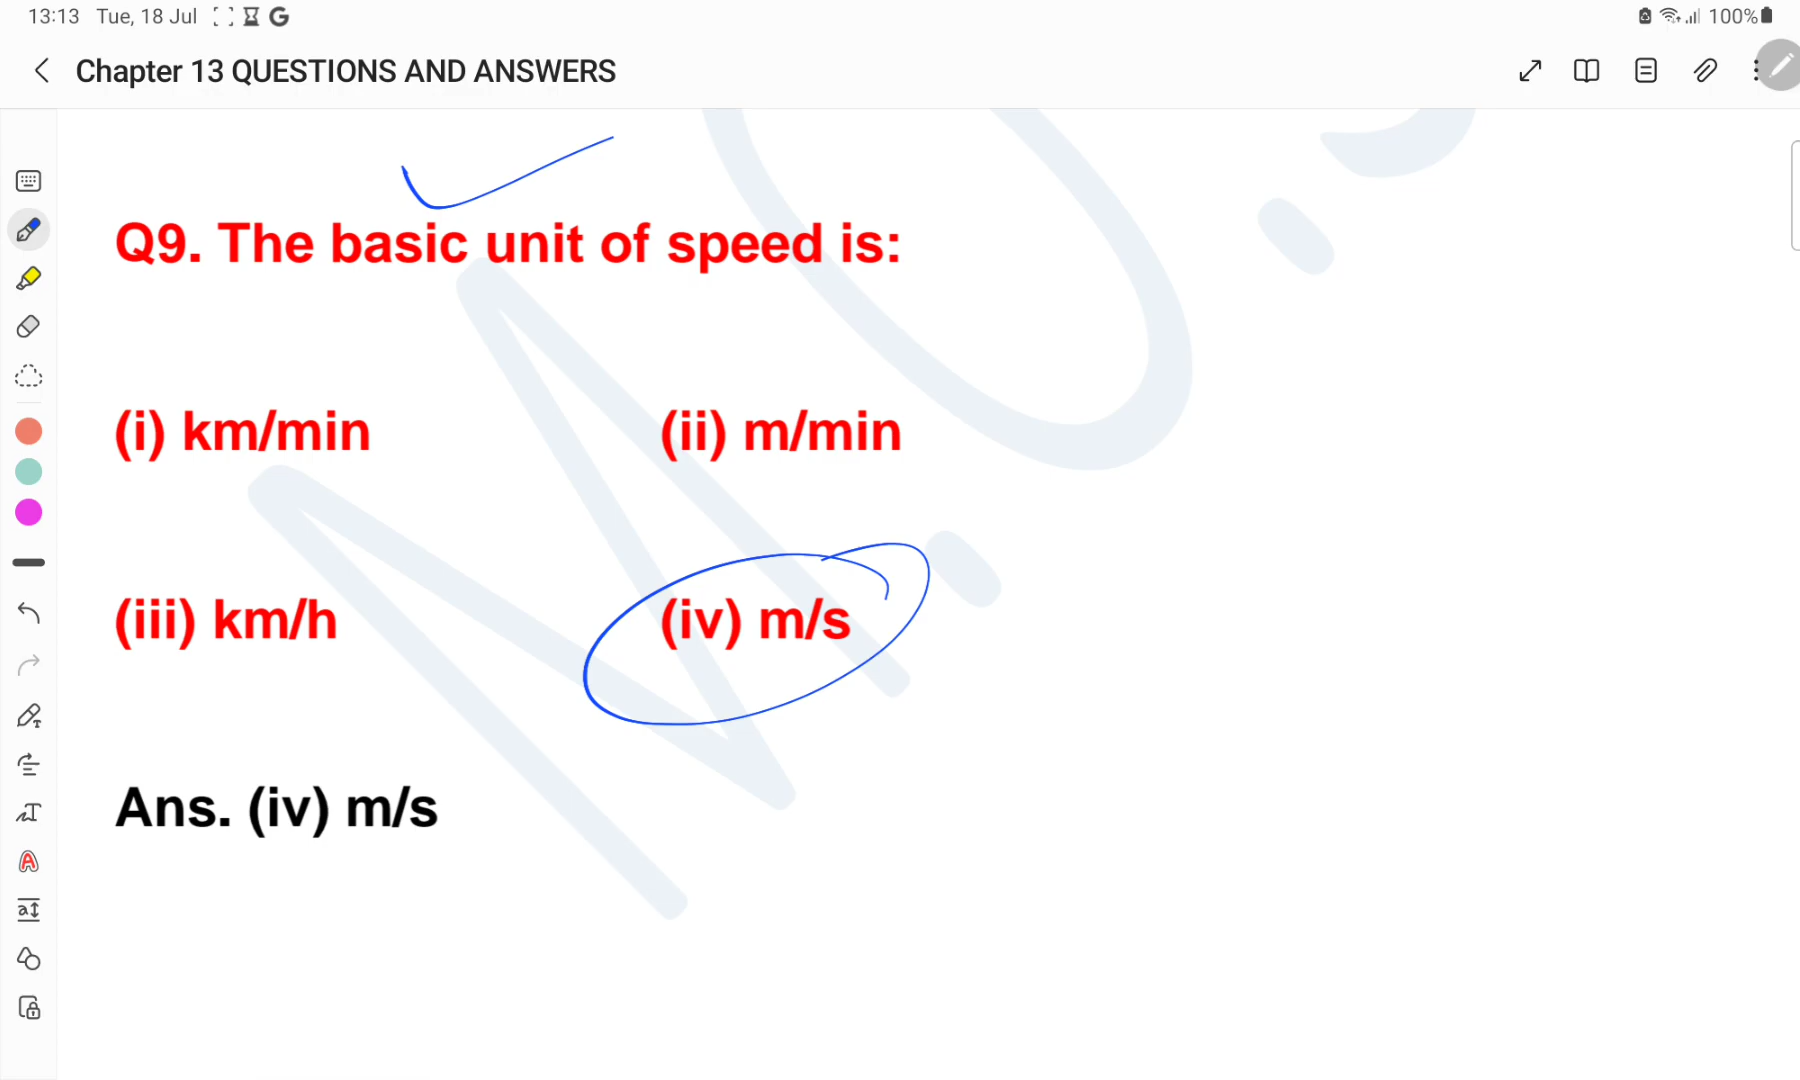 13:13 Tue, 18 Jul G 100%
Chapter 13 QUESTIONS AND ANSWERS
Q9. The basic unit of speed is:
(i) km/min (ii) m/min
(iii) km/h (iv) m/s
Ans. (iv) m/s